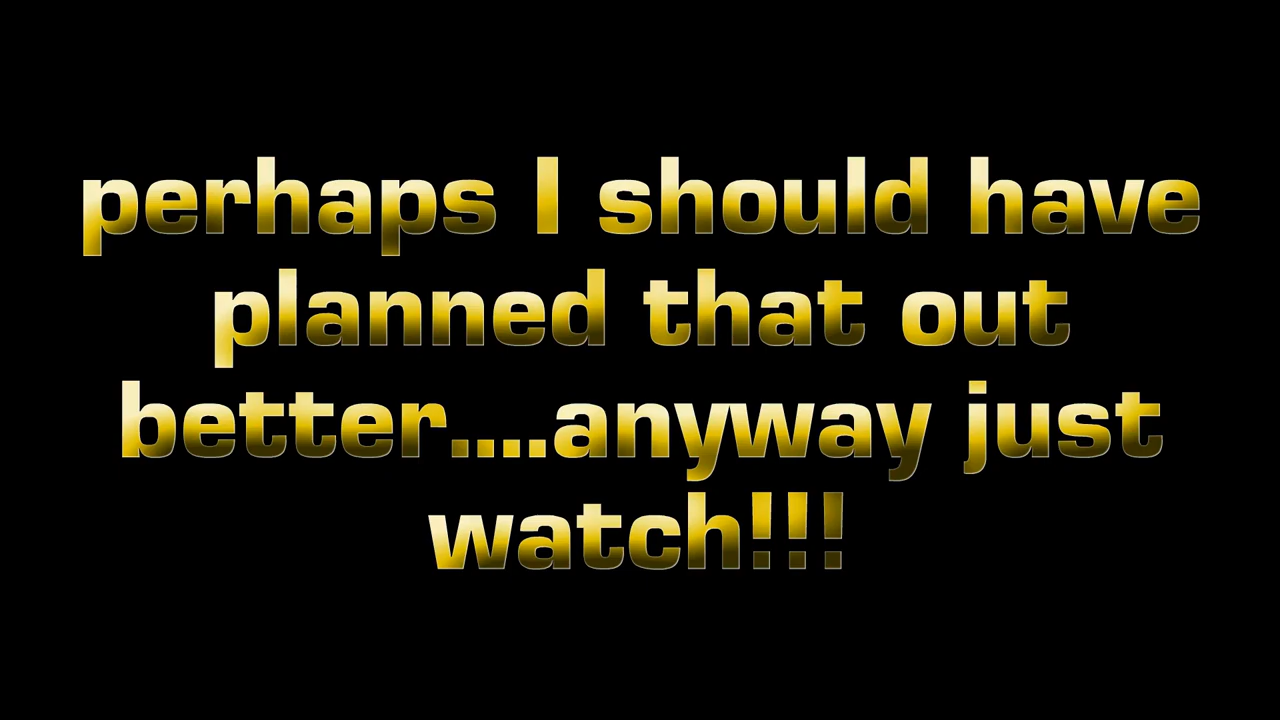 perhaps I should have
planned that out
better....anyway just
watch!!!